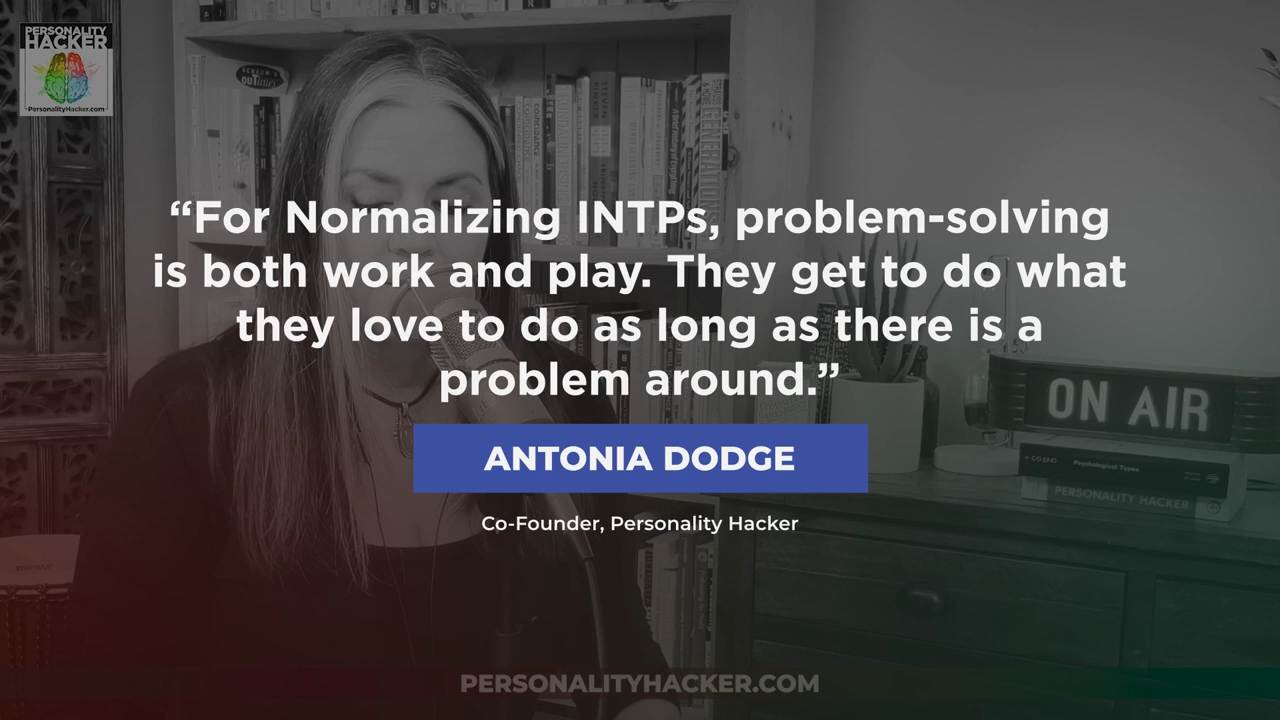 PERSONALITY
HACKER
PersonalityHacker.com
“For Normalizing INTPs, problem-solving
is both work and play. They get to do what
they love to do as long as there is a
problem around.”
ANTONIA DODGE
Co-Founder, Personality Hacker
ON AIR
Psychological Types
PERSONALITY HACKER
PERSONALITYHACKER.COM